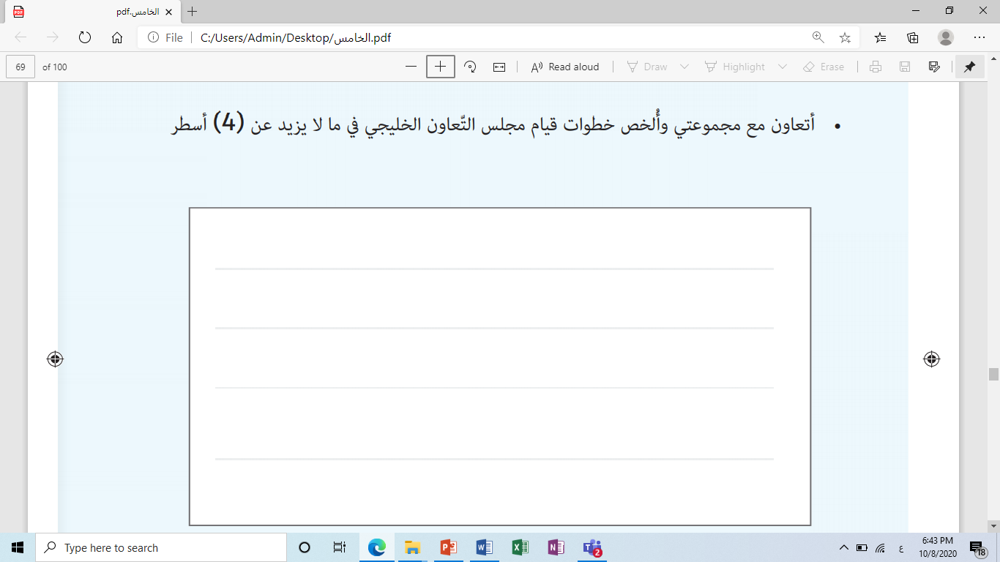 الخامس.pdf
File
C:/Users/Admin/Desktop/الخامس.pdf
69 of 100
Read aloud
Draw
Highlight
Erase
• أتعاون مع مجموعتي وأُلخص خطوات قيام مجلس التّعاون الخليجي في ما لا يزيد عن (4) أسطر
Type here to search
2
ع
6:43 PM
10/8/2020
18